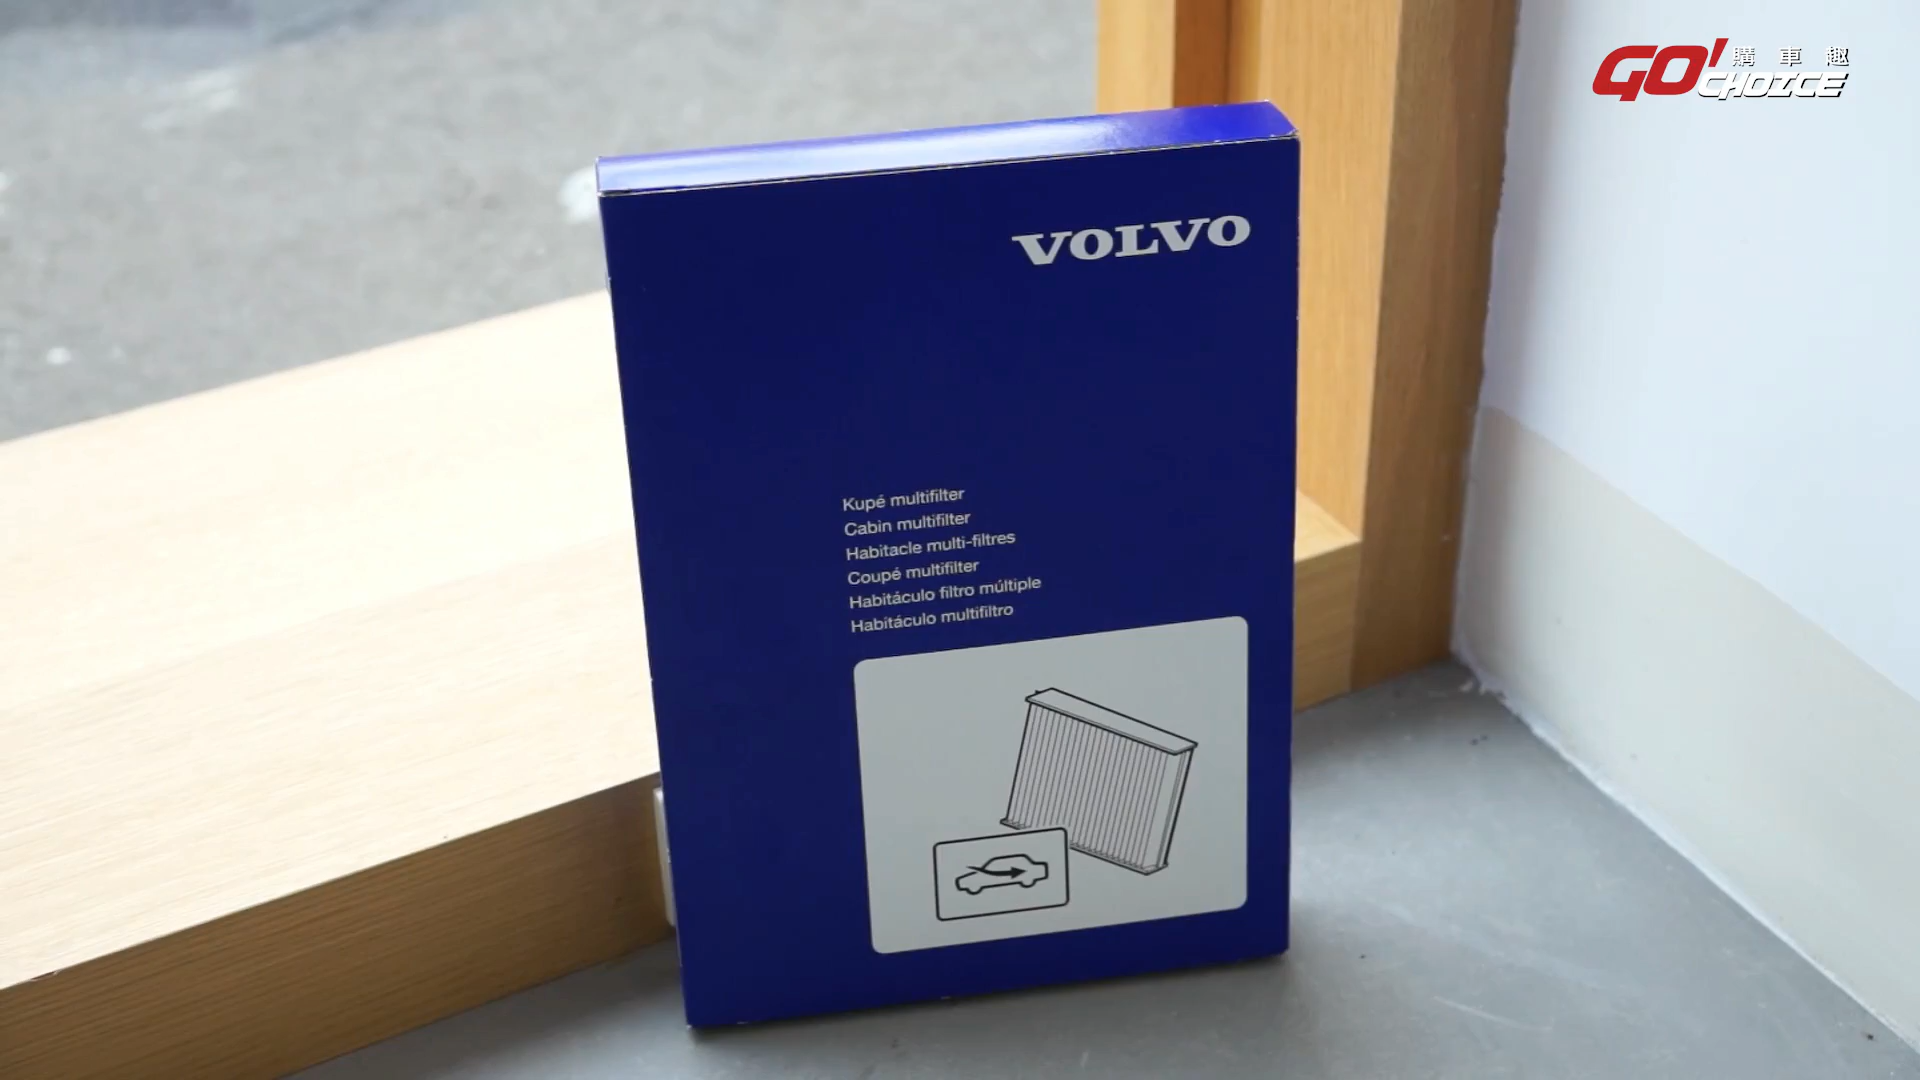 GO! 購車趣
CHOICE
VOLVO
Kupé multifilter
Cabin multifilter
Habitacle multi-filtres
Coupé multifilter
Habitáculo filtro múltiple
Habitáculo multifiltro